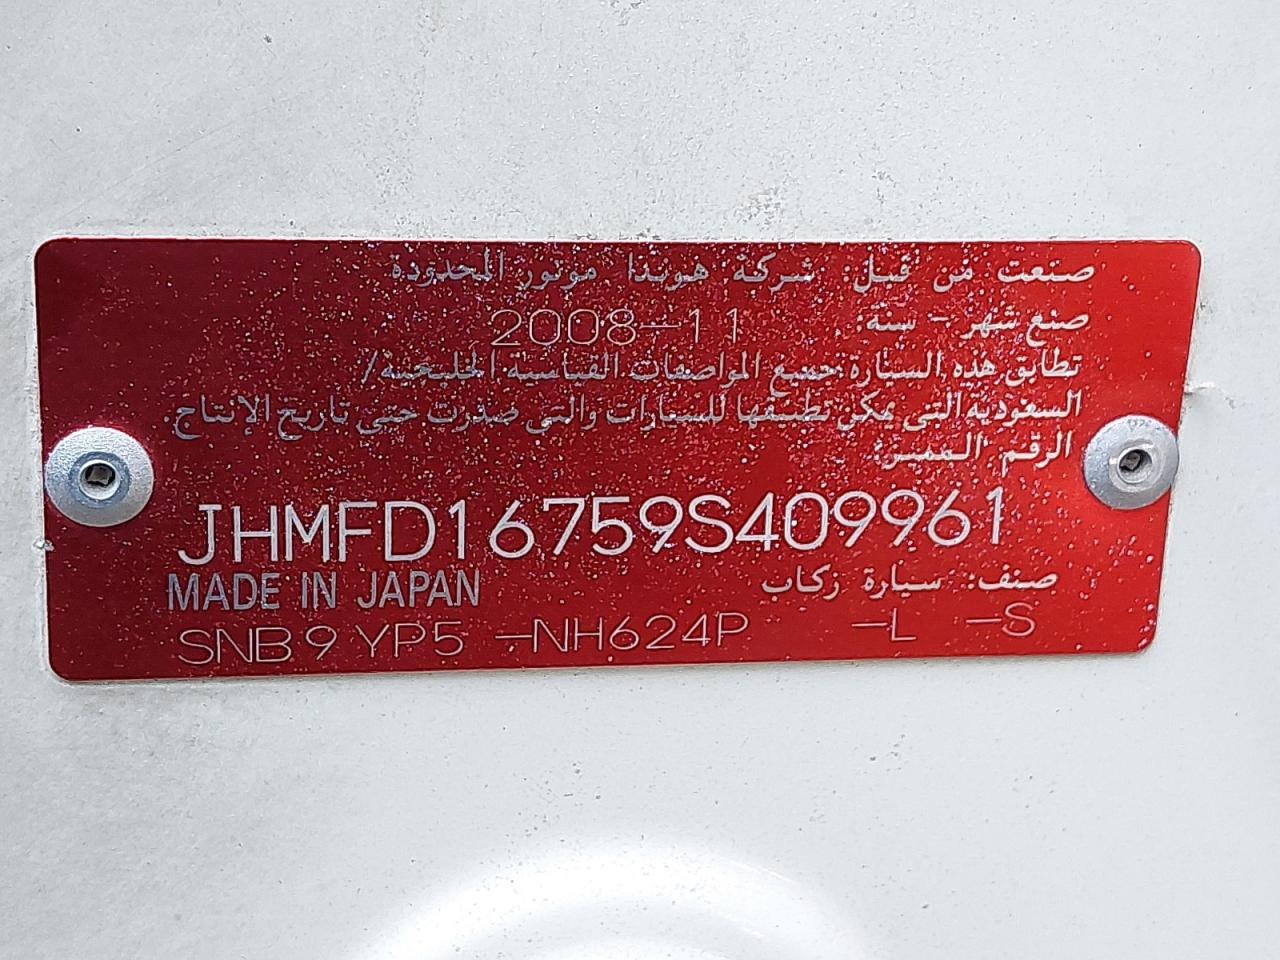 صنعت من قبل: شركة هوندا موتور المحدودة
صنع شهر - سنة: 2008-11
تطابق هذه السيارة جميع المواصفات القياسية الخليجية/
السعودية التي يمكن تطبيقها للسيارات والتي صدرت حتى تاريخ الإنتاج.
الرقم المميز:
JHMFD16759S409961
MADE IN JAPAN صنف: سيارة ركاب
SNB9 YP5 -NH624P -L -S